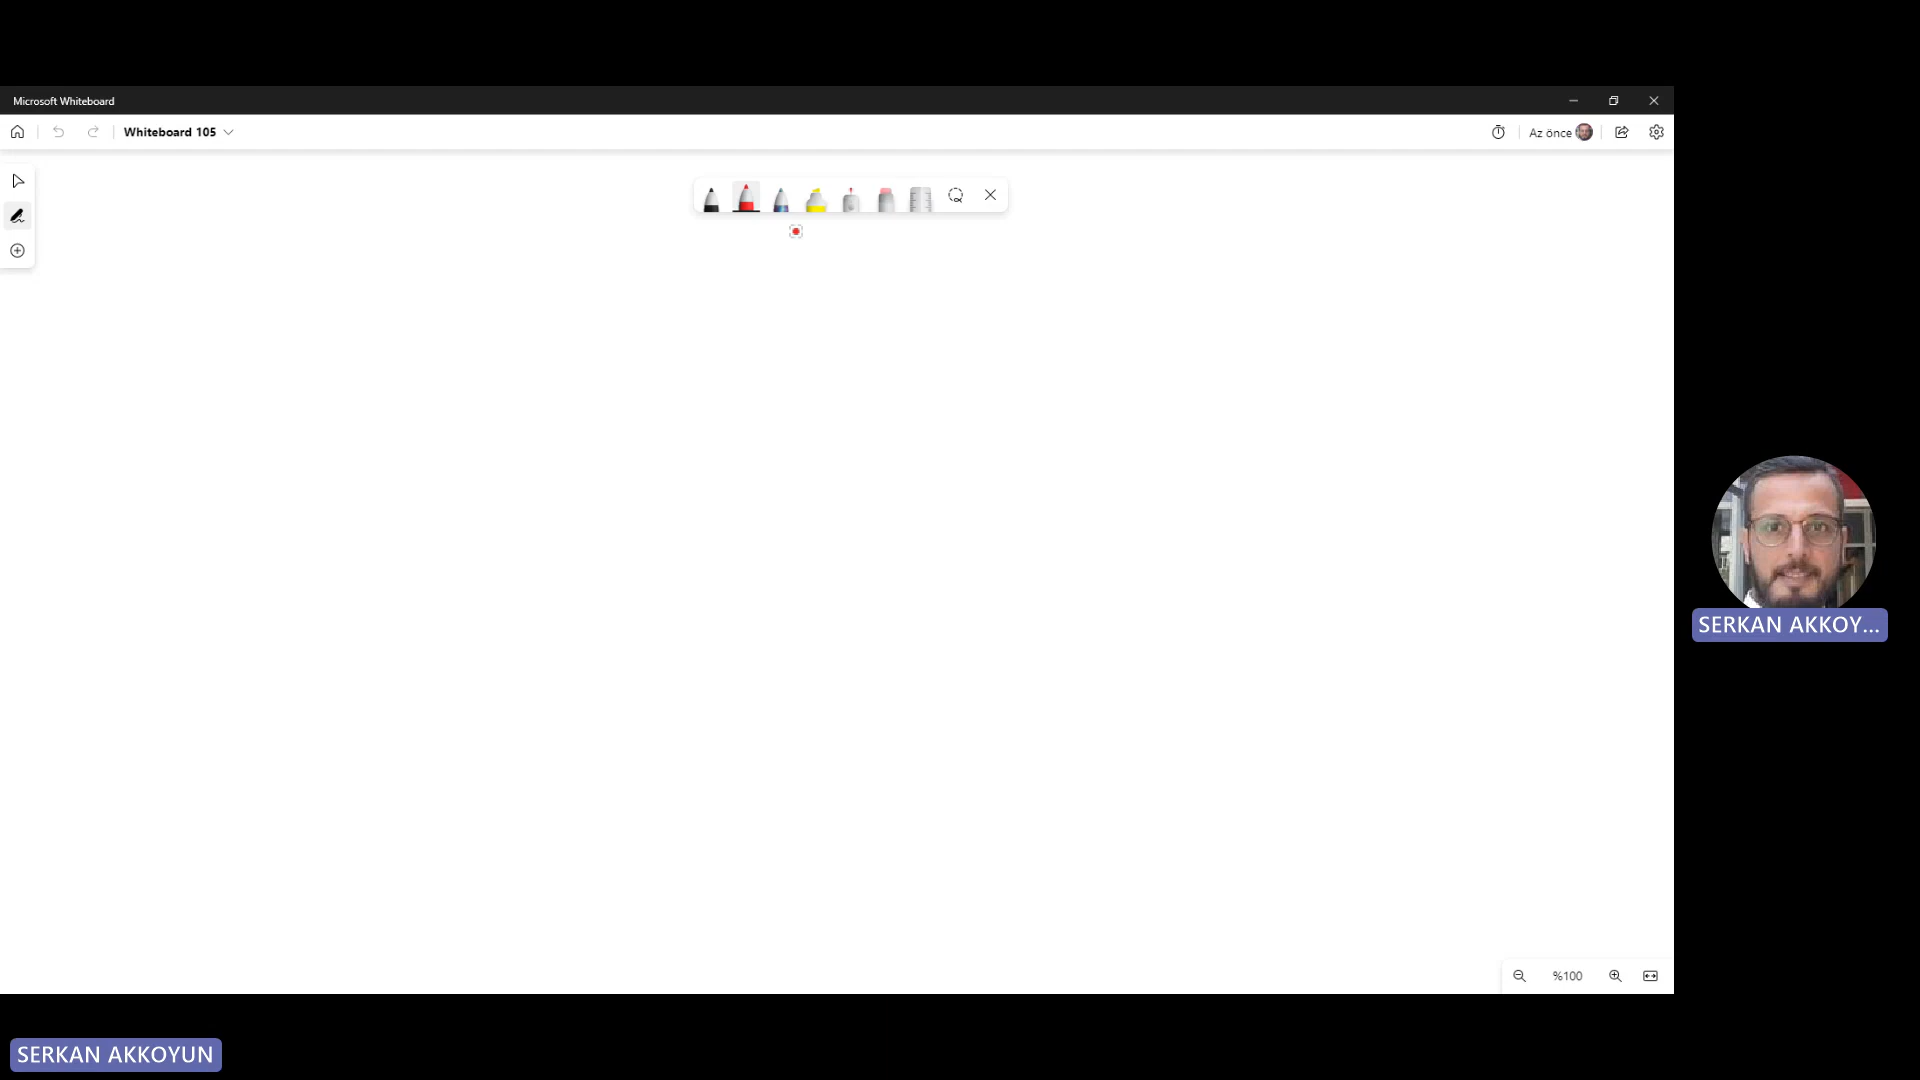 Microsoft Whiteboard
Whiteboard 105
Az önce
SERKAN AKKOY...
%100
SERKAN AKKOYUN